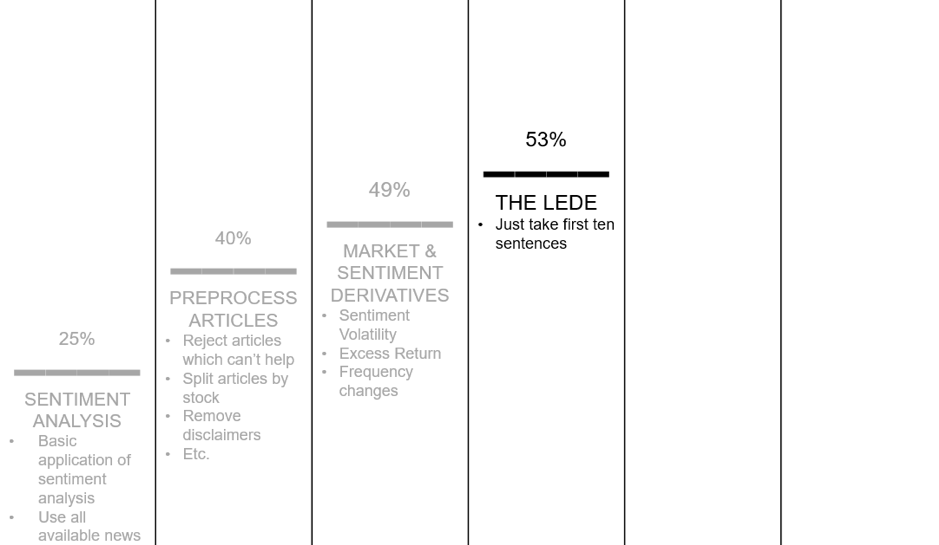 25%
SENTIMENT
ANALYSIS
• Basic
application of
sentiment
analysis
• Use all
available news
40%
PREPROCESS
ARTICLES
• Reject articles
which can’t help
• Split articles by
stock
• Remove
disclaimers
• Etc.
49%
MARKET &
SENTIMENT
DERIVATIVES
• Sentiment
Volatility
• Excess Return
• Frequency
changes
53%
THE LEDE
• Just take first ten
sentences